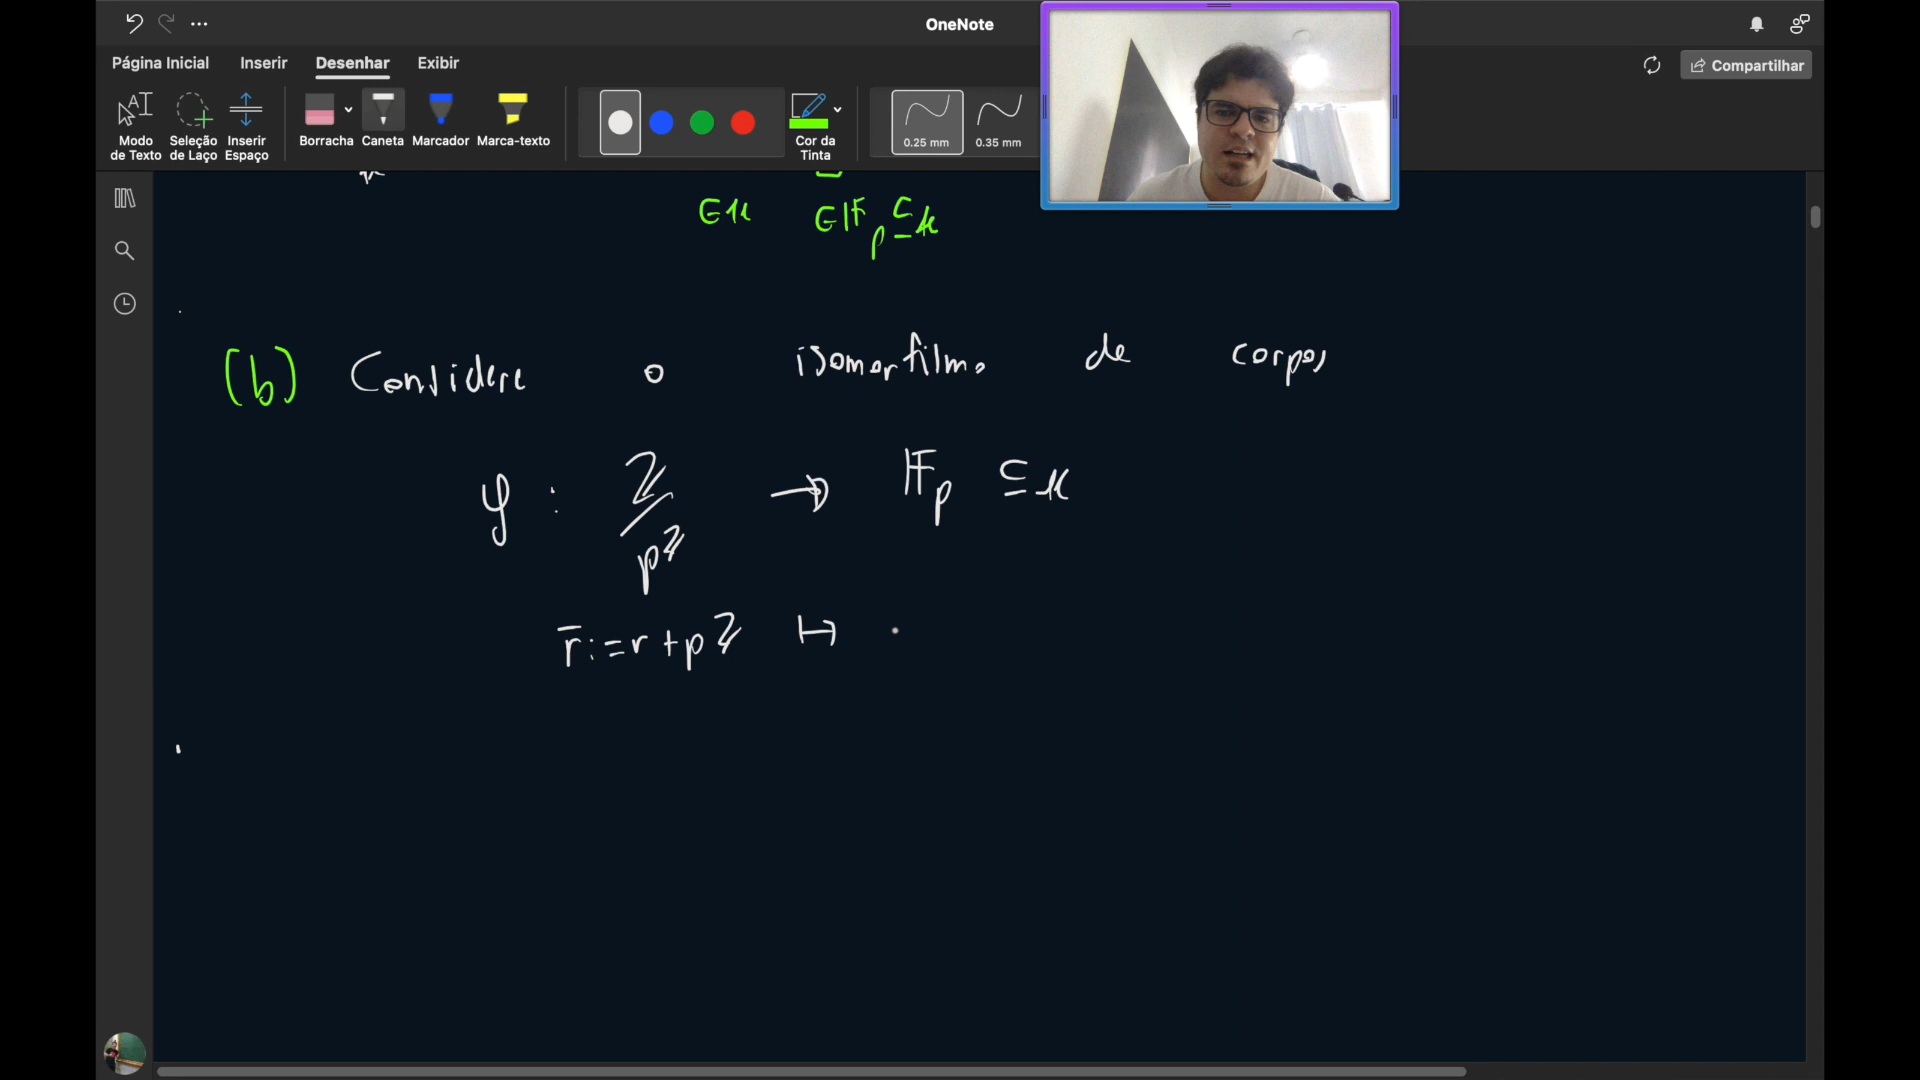 OneNote
Página Inicial Inserir Desenhar Exibir
Compartilhar
Modo de Texto
Seleção de Laço
Inserir Espaço
Borracha
Caneta
Marcador
Marca-texto
Cor da Tinta
0.25 mm
0.35 mm
∈ k ∈ 𝔽p ⊆ k
(b) Considere o isomorfismo de corpos
φ : ℤ/pℤ → 𝔽p ⊆ k
r̄ := r + pℤ ↦